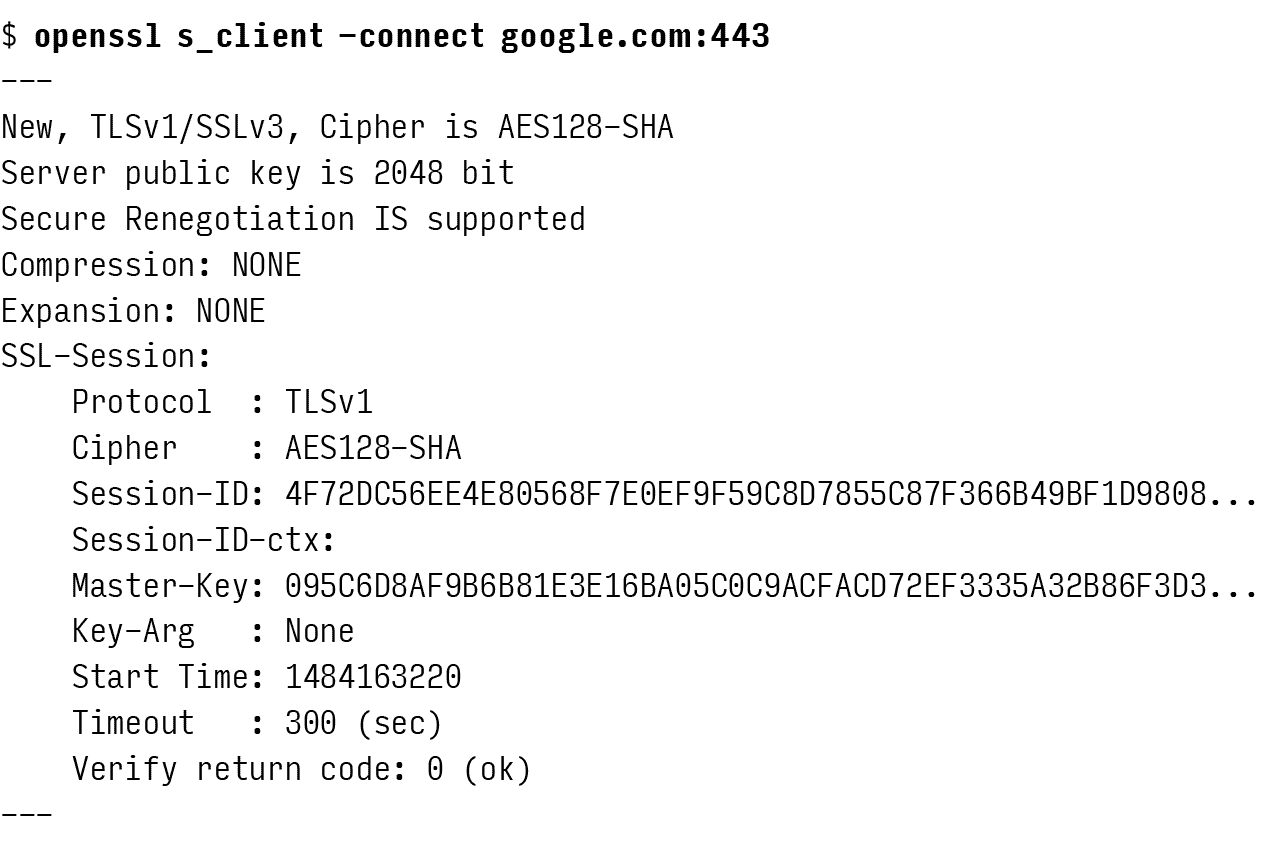 $ openssl s_client -connect google.com:443
---
New, TLSv1/SSLv3, Cipher is AES128-SHA
Server public key is 2048 bit
Secure Renegotiation IS supported
Compression: NONE
Expansion: NONE
SSL-Session:
    Protocol  : TLSv1
    Cipher    : AES128-SHA
    Session-ID: 4F72DC56EE4E80568F7E0EF9F59C8D7855C87F366B49BF1D9808...
    Session-ID-ctx:
    Master-Key: 095C6D8AF9B6B81E3E16BA05C0C9ACFACD72EF3335A32B86F3D3...
    Key-Arg   : None
    Start Time: 1484163220
    Timeout   : 300 (sec)
    Verify return code: 0 (ok)
---